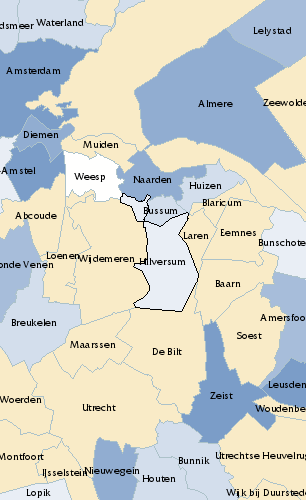 dsmeer
Waterland
Lelystad
Amsterdam
Almere
Zeewolde
Diemen
Muiden
-Amstel
Weesp
Naarden
Huizen
Blaricum
Bussum
Abcoude
Laren
Eemnes
Bunschote
Loenen
Wijdemeren
Hilversum
onde Venen
Baarn
Breukelen
Amersfoo
Soest
Maarssen
De Bilt
Leusden
Woerden
Zeist
Utrecht
Woudenbe
Montfoort
Bunnik
Utrechtse Heuvelrug
IJsselstein
Nieuwegein
Houten
Lopik
Wijk bij Duurstede